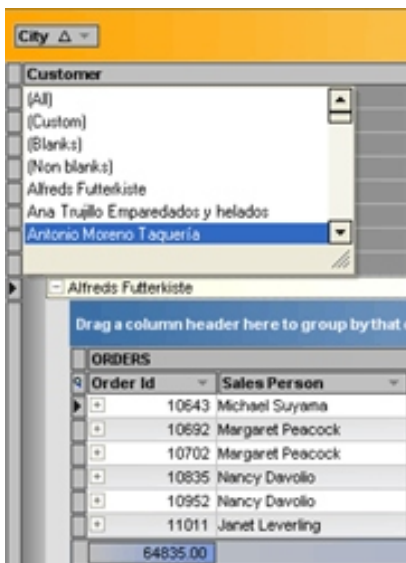 City
Customer
(All)
(Custom)
(Blanks)
(Non blanks)
Alfreds Futterkiste
Ana Trujillo Emparedados y helados
Antonio Moreno Taquería
Alfreds Futterkiste
Drag a column header here to group by that
ORDERS
Order Id Sales Person
10643 Michael Suyama
10692 Margaret Peacock
10702 Margaret Peacock
10835 Nancy Davolio
10952 Nancy Davolio
11011 Janet Leverling
64835.00